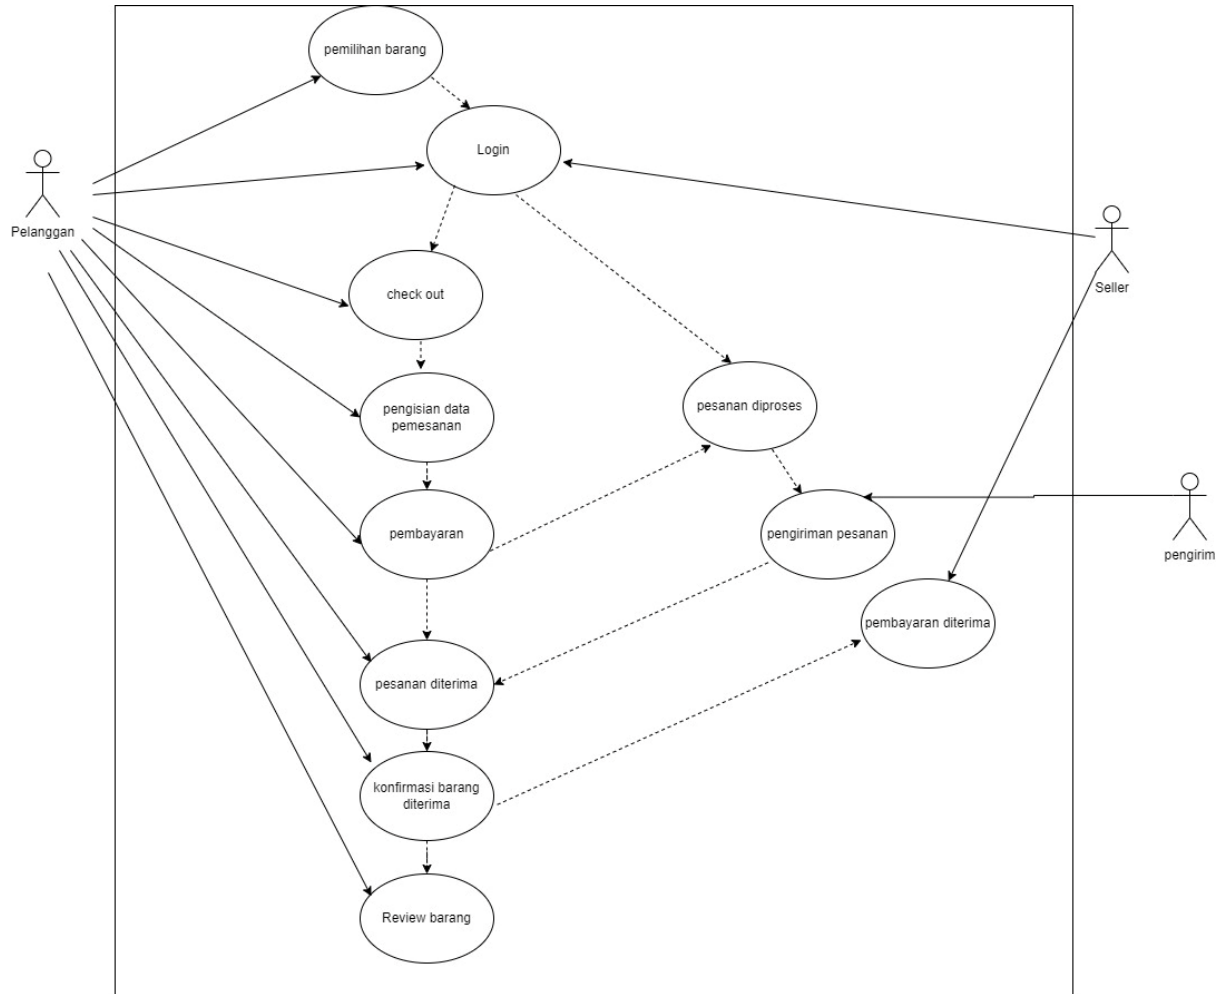 pemilihan barang
Login
Pelanggan
Seller
check out
pengisian data
pemesanan
pesanan diproses
pembayaran
pengiriman pesanan
pengirim
pembayaran diterima
pesanan diterima
konfirmasi barang
diterima
Review barang